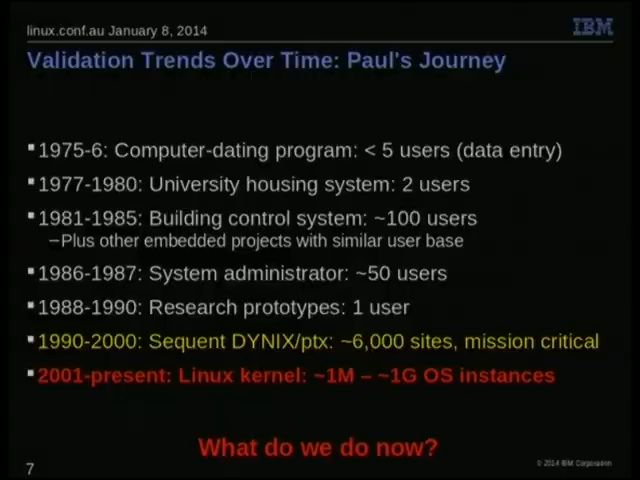 linux.conf.au January 8, 2014
IBM
Validation Trends Over Time: Paul's Journey
1975-6: Computer-dating program: < 5 users (data entry)
1977-1980: University housing system: 2 users
1981-1985: Building control system: ~100 users
–Plus other embedded projects with similar user base
1986-1987: System administrator: ~50 users
1988-1990: Research prototypes: 1 user
1990-2000: Sequent DYNIX/ptx: ~6,000 sites, mission critical
2001-present: Linux kernel: ~1M – ~1G OS instances
What do we do now?
7
© 2014 IBM Corporation